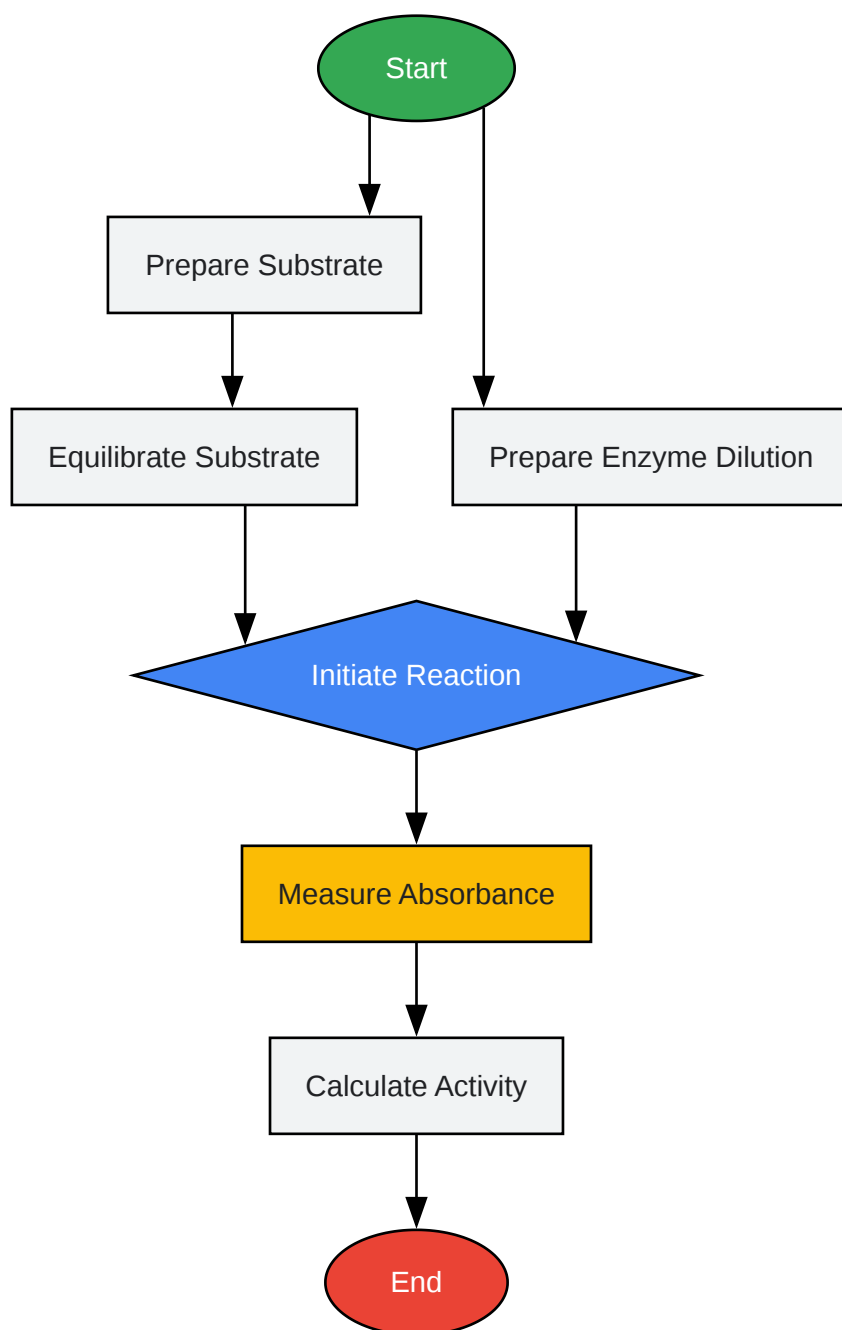 Start
Prepare Substrate
Equilibrate Substrate
Prepare Enzyme Dilution
Initiate Reaction
Measure Absorbance
Calculate Activity
End